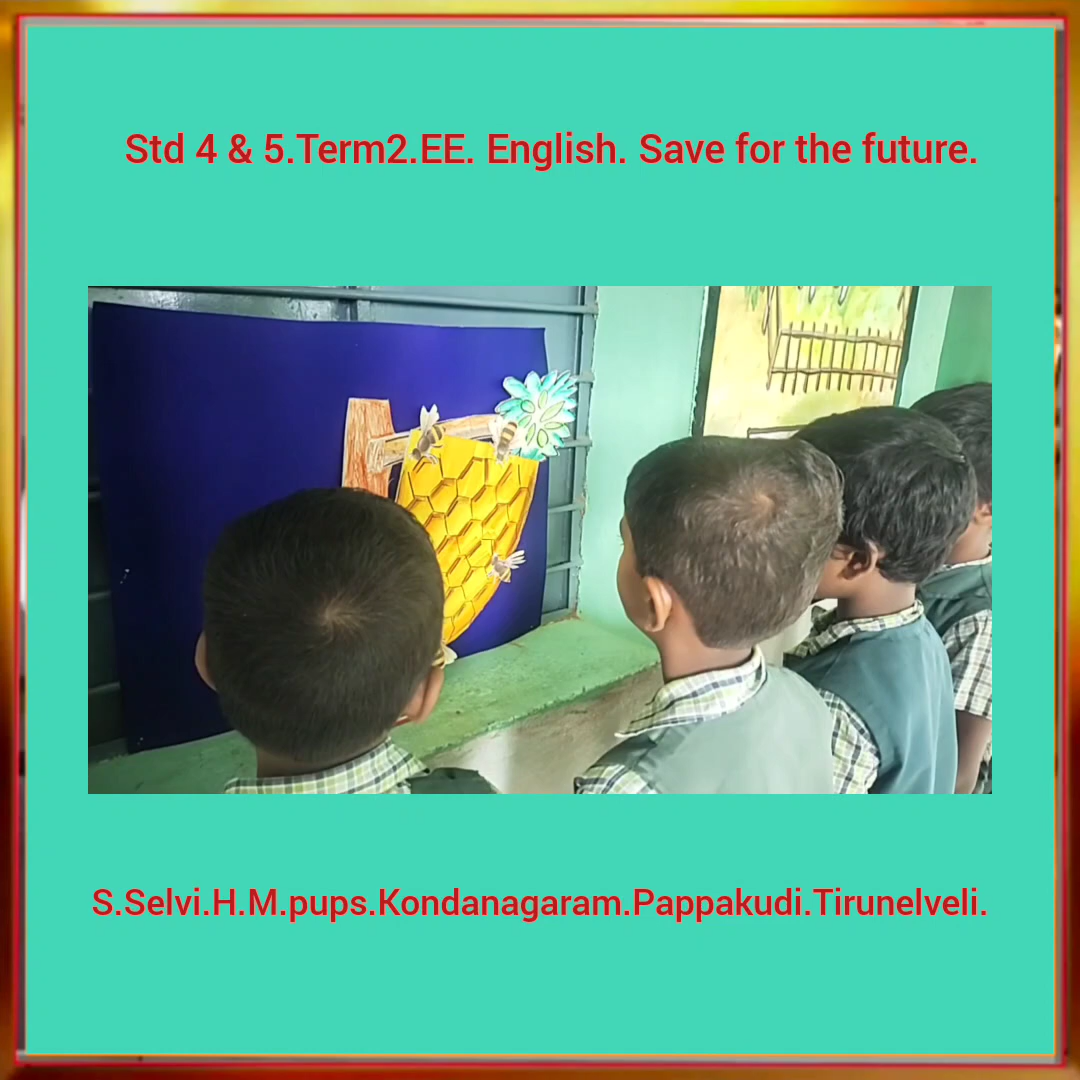 Std 4 & 5.Term2.EE. English. Save for the future.
S.Selvi.H.M.pups.Kondanagaram.Pappakudi.Tirunelveli.